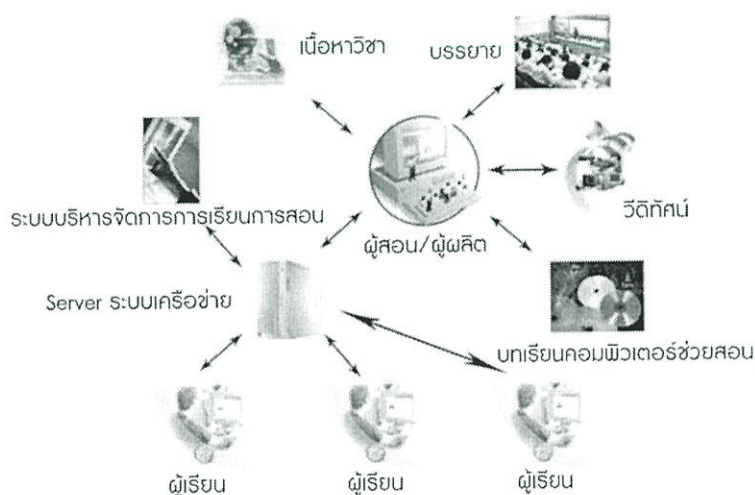 เนื้อหาวิชา
บรรยาย
ระบบบริหารจัดการการเรียนการสอน
ผู้สอน/ผู้ผลิต
วีดิทัศน์
Server ระบบเครือข่าย
บทเรียนคอมพิวเตอร์ช่วยสอน
ผู้เรียน
ผู้เรียน
ผู้เรียน